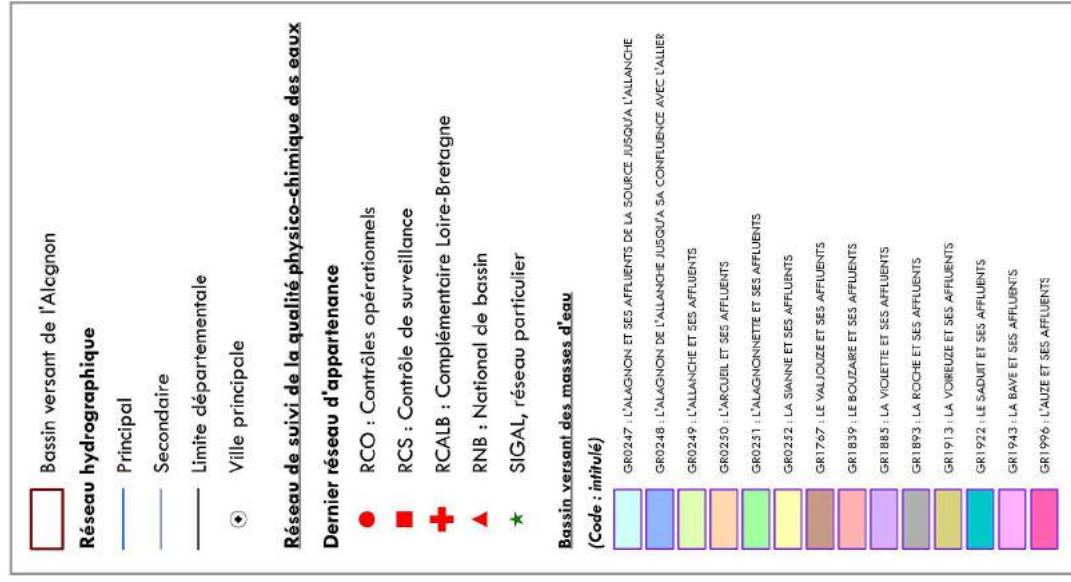 Bassin versant de l'Alagnon
Réseau hydrographique
Principal
Secondaire
Limite départementale
Ville principale
Réseau de suivi de la qualité physico-chimique des eaux
Dernier réseau d'appartenance
RCO : Contrôles opérationnels
RCS : Contrôle de surveillance
RCALB : Complémentaire Loire-Bretagne
RNB : National de bassin
SIGAL, réseau particulier
Bassin versant des masses d'eau
(Code : intitulé)
GR0247 : L'ALAGNON ET SES AFFLUENTS DE LA SOURCE JUSQU'A L'ALLANCHE
GR0248 : L'ALAGNON DE L'ALLANCHE JUSQU'A SA CONFLUENCE AVEC L'ALLIER
GR0249 : L'ALLANCHE ET SES AFFLUENTS
GR0250 : L'ARCUEIL ET SES AFFLUENTS
GR0251 : L'ALAGNONNETTE ET SES AFFLUENTS
GR0252 : LA SIANNE ET SES AFFLUENTS
GR1767 : LE VALJOUZE ET SES AFFLUENTS
GR1839 : LE BOUZAIRE ET SES AFFLUENTS
GR1885 : LA VIOLETTE ET SES AFFLUENTS
GR1893 : LA ROCHE ET SES AFFLUENTS
GR1913 : LA VOIREUZE ET SES AFFLUENTS
GR1922 : LE SADUIT ET SES AFFLUENTS
GR1943 : LA BAVE ET SES AFFLUENTS
GR1996 : L'AUZE ET SES AFFLUENTS